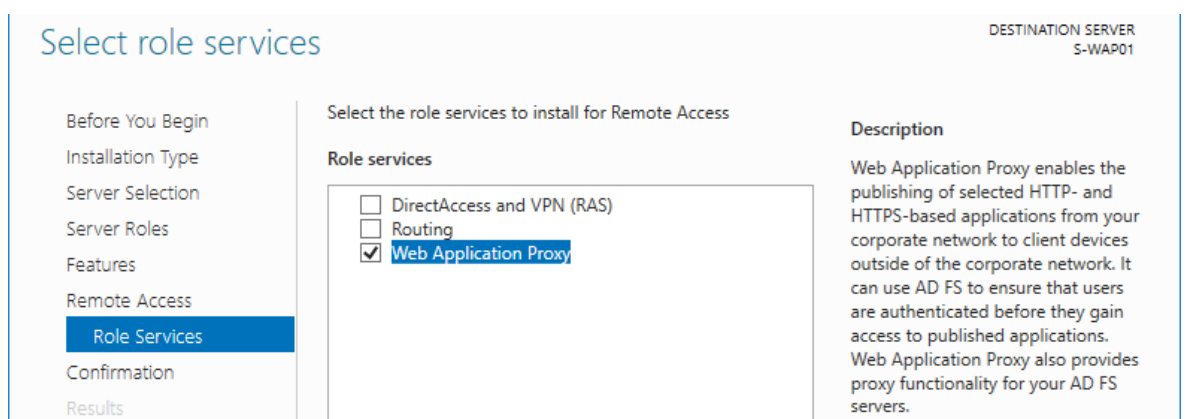 Select role services
DESTINATION SERVER
S-WAP01
Before You Begin
Installation Type
Server Selection
Server Roles
Features
Remote Access
Role Services
Confirmation
Results
Select the role services to install for Remote Access
Role services
DirectAccess and VPN (RAS)
Routing
Web Application Proxy
Description
Web Application Proxy enables the
publishing of selected HTTP- and
HTTPS-based applications from your
corporate network to client devices
outside of the corporate network. It
can use AD FS to ensure that users
are authenticated before they gain
access to published applications.
Web Application Proxy also provides
proxy functionality for your AD FS
servers.